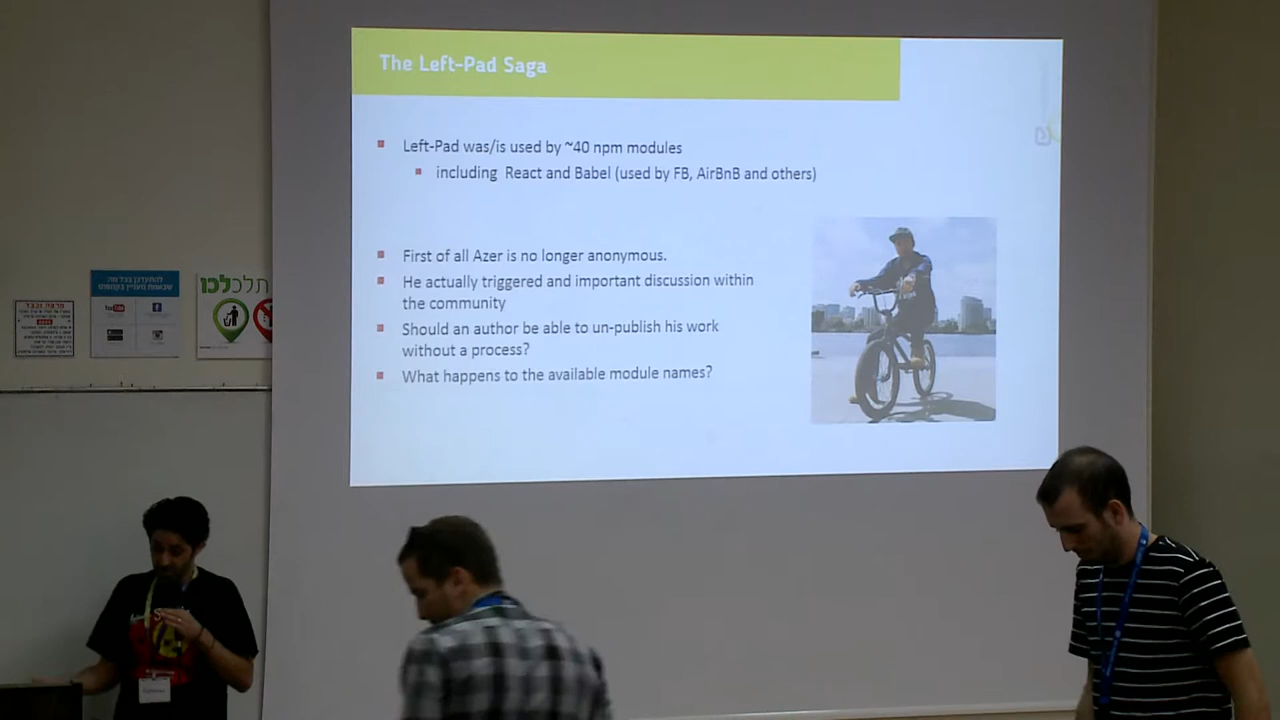 The Left-Pad Saga
Left-Pad was/is used by ~40 npm modules
including React and Babel (used by FB, AirBnB and others)
First of all Azer is no longer anonymous.
He actually triggered and important discussion within
the community
Should an author be able to un-publish his work
without a process?
What happens to the available module names?
תלכלכו
You